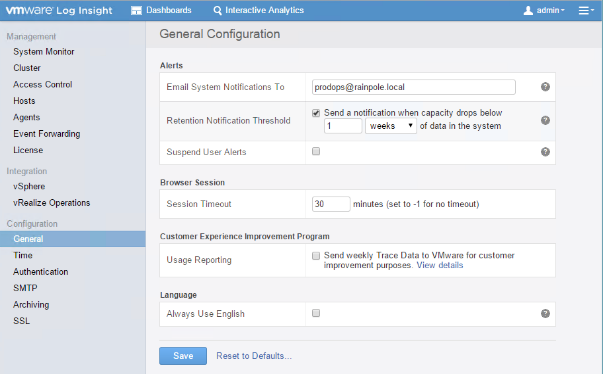 vmware Log Insight Dashboards Interactive Analytics admin
Management
System Monitor
Cluster
Access Control
Hosts
Agents
Event Forwarding
License
Integration
vSphere
vRealize Operations
Configuration
General
Time
Authentication
SMTP
Archiving
SSL
General Configuration
Alerts
Email System Notifications To prodops@rainpole.local ?
Retention Notification Threshold Send a notification when capacity drops below
1 weeks of data in the system ?
Suspend User Alerts ?
Browser Session
Session Timeout 30 minutes (set to -1 for no timeout)
Customer Experience Improvement Program
Usage Reporting Send weekly Trace Data to VMware for customer
improvement purposes. View details
Language
Always Use English ?
Save Reset to Defaults...